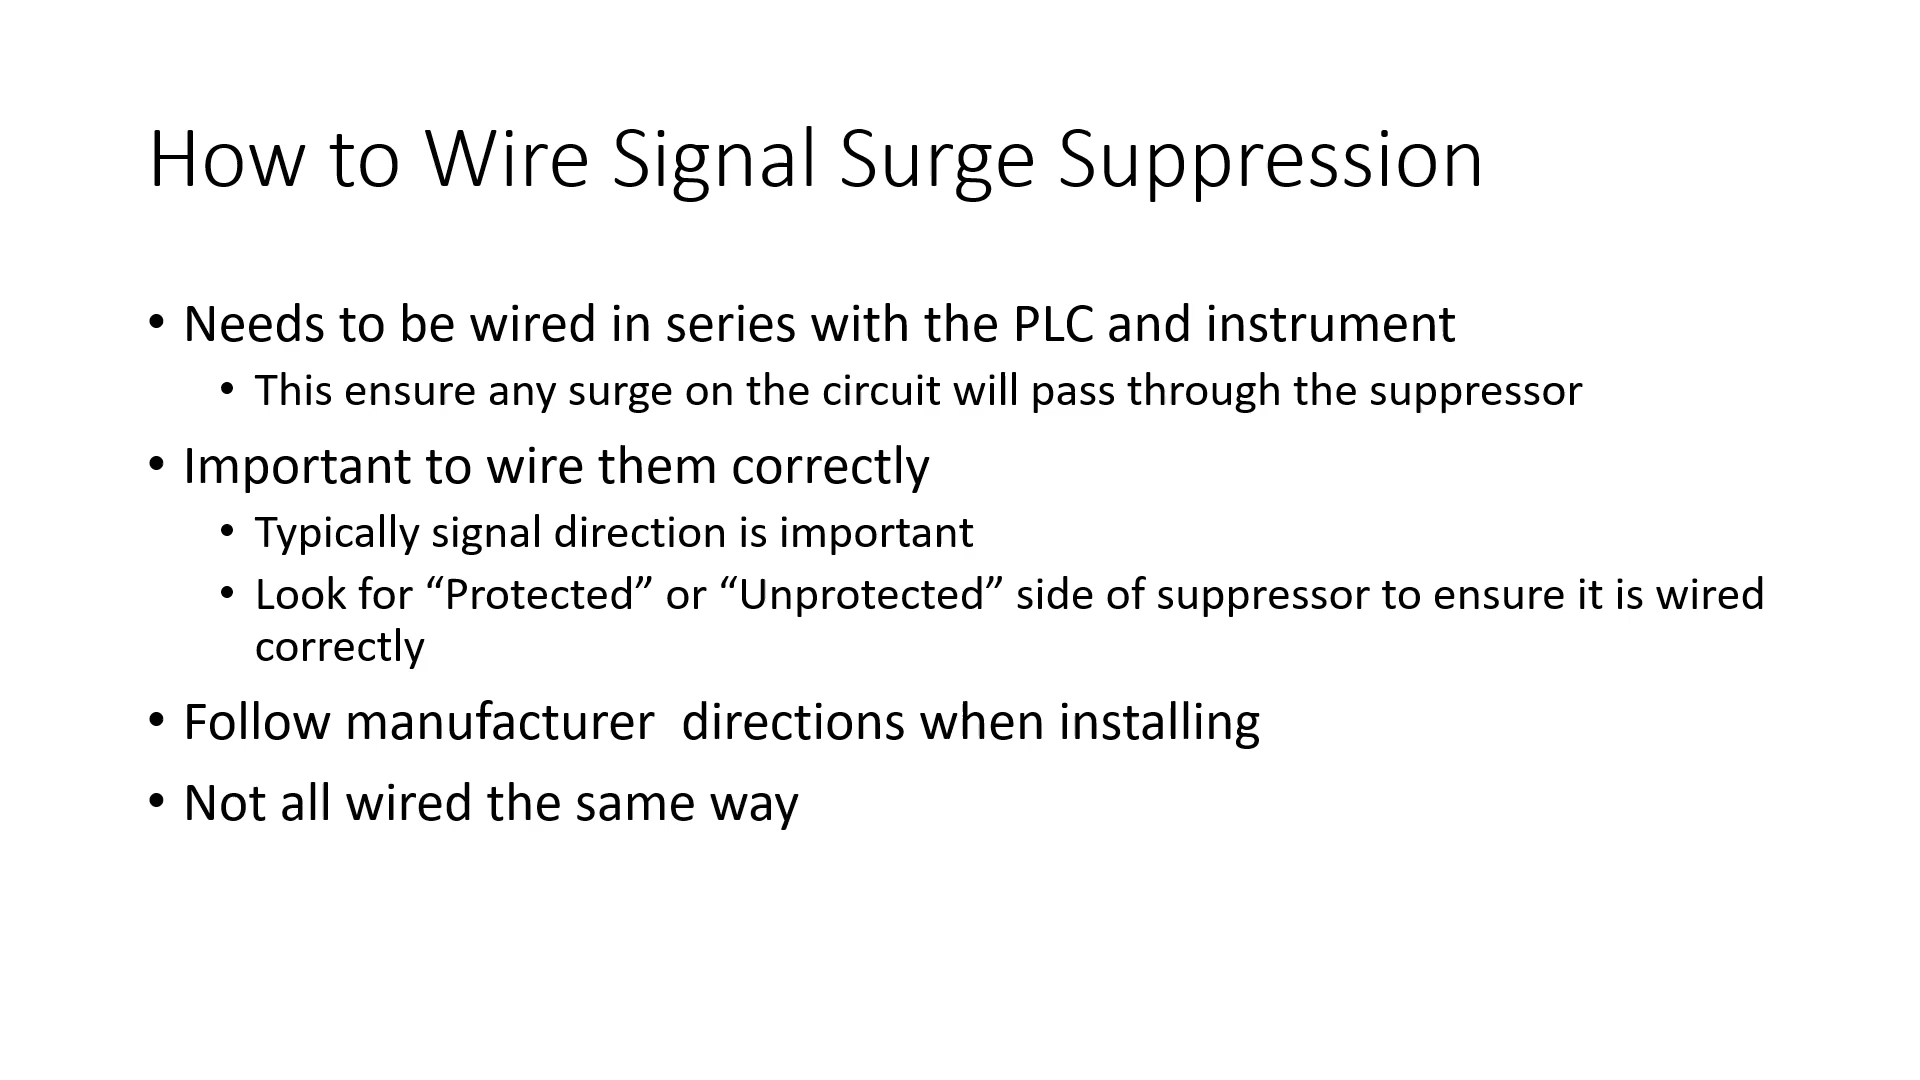 How to Wire Signal Surge Suppression
• Needs to be wired in series with the PLC and instrument
• This ensure any surge on the circuit will pass through the suppressor
• Important to wire them correctly
• Typically signal direction is important
• Look for “Protected” or “Unprotected” side of suppressor to ensure it is wired
correctly
• Follow manufacturer  directions when installing
• Not all wired the same way